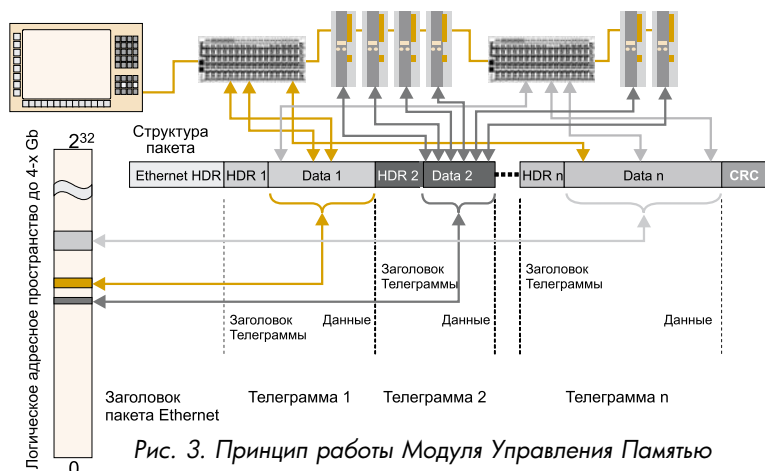 Логическое адресное пространство до 4-х Gb
2^32
0
Структура
пакета
Ethernet HDR
HDR 1
Data 1
HDR 2
Data 2
HDR n
Data n
CRC
Заголовок
Телеграммы
Заголовок
Телеграммы
Заголовок
Телеграммы
Данные
Данные
Данные
Заголовок
пакета Ethernet
Телеграмма 1
Телеграмма 2
Телеграмма n
Рис. 3. Принцип работы Модуля Управления Памятью